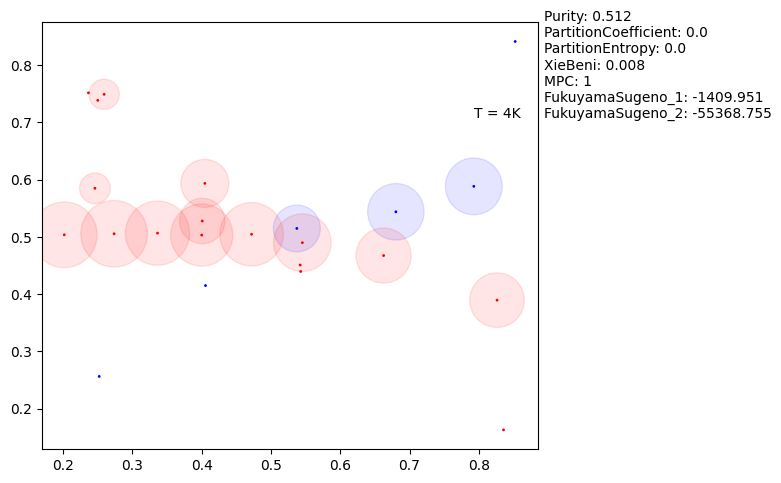 Purity: 0.512
PartitionCoefficient: 0.0
PartitionEntropy: 0.0
XieBeni: 0.008
MPC: 1
FukuyamaSugeno_1: -1409.951
FukuyamaSugeno_2: -55368.755
T = 4K
0.8
0.7
0.6
0.5
0.4
0.3
0.2
0.2 0.3 0.4 0.5 0.6 0.7 0.8